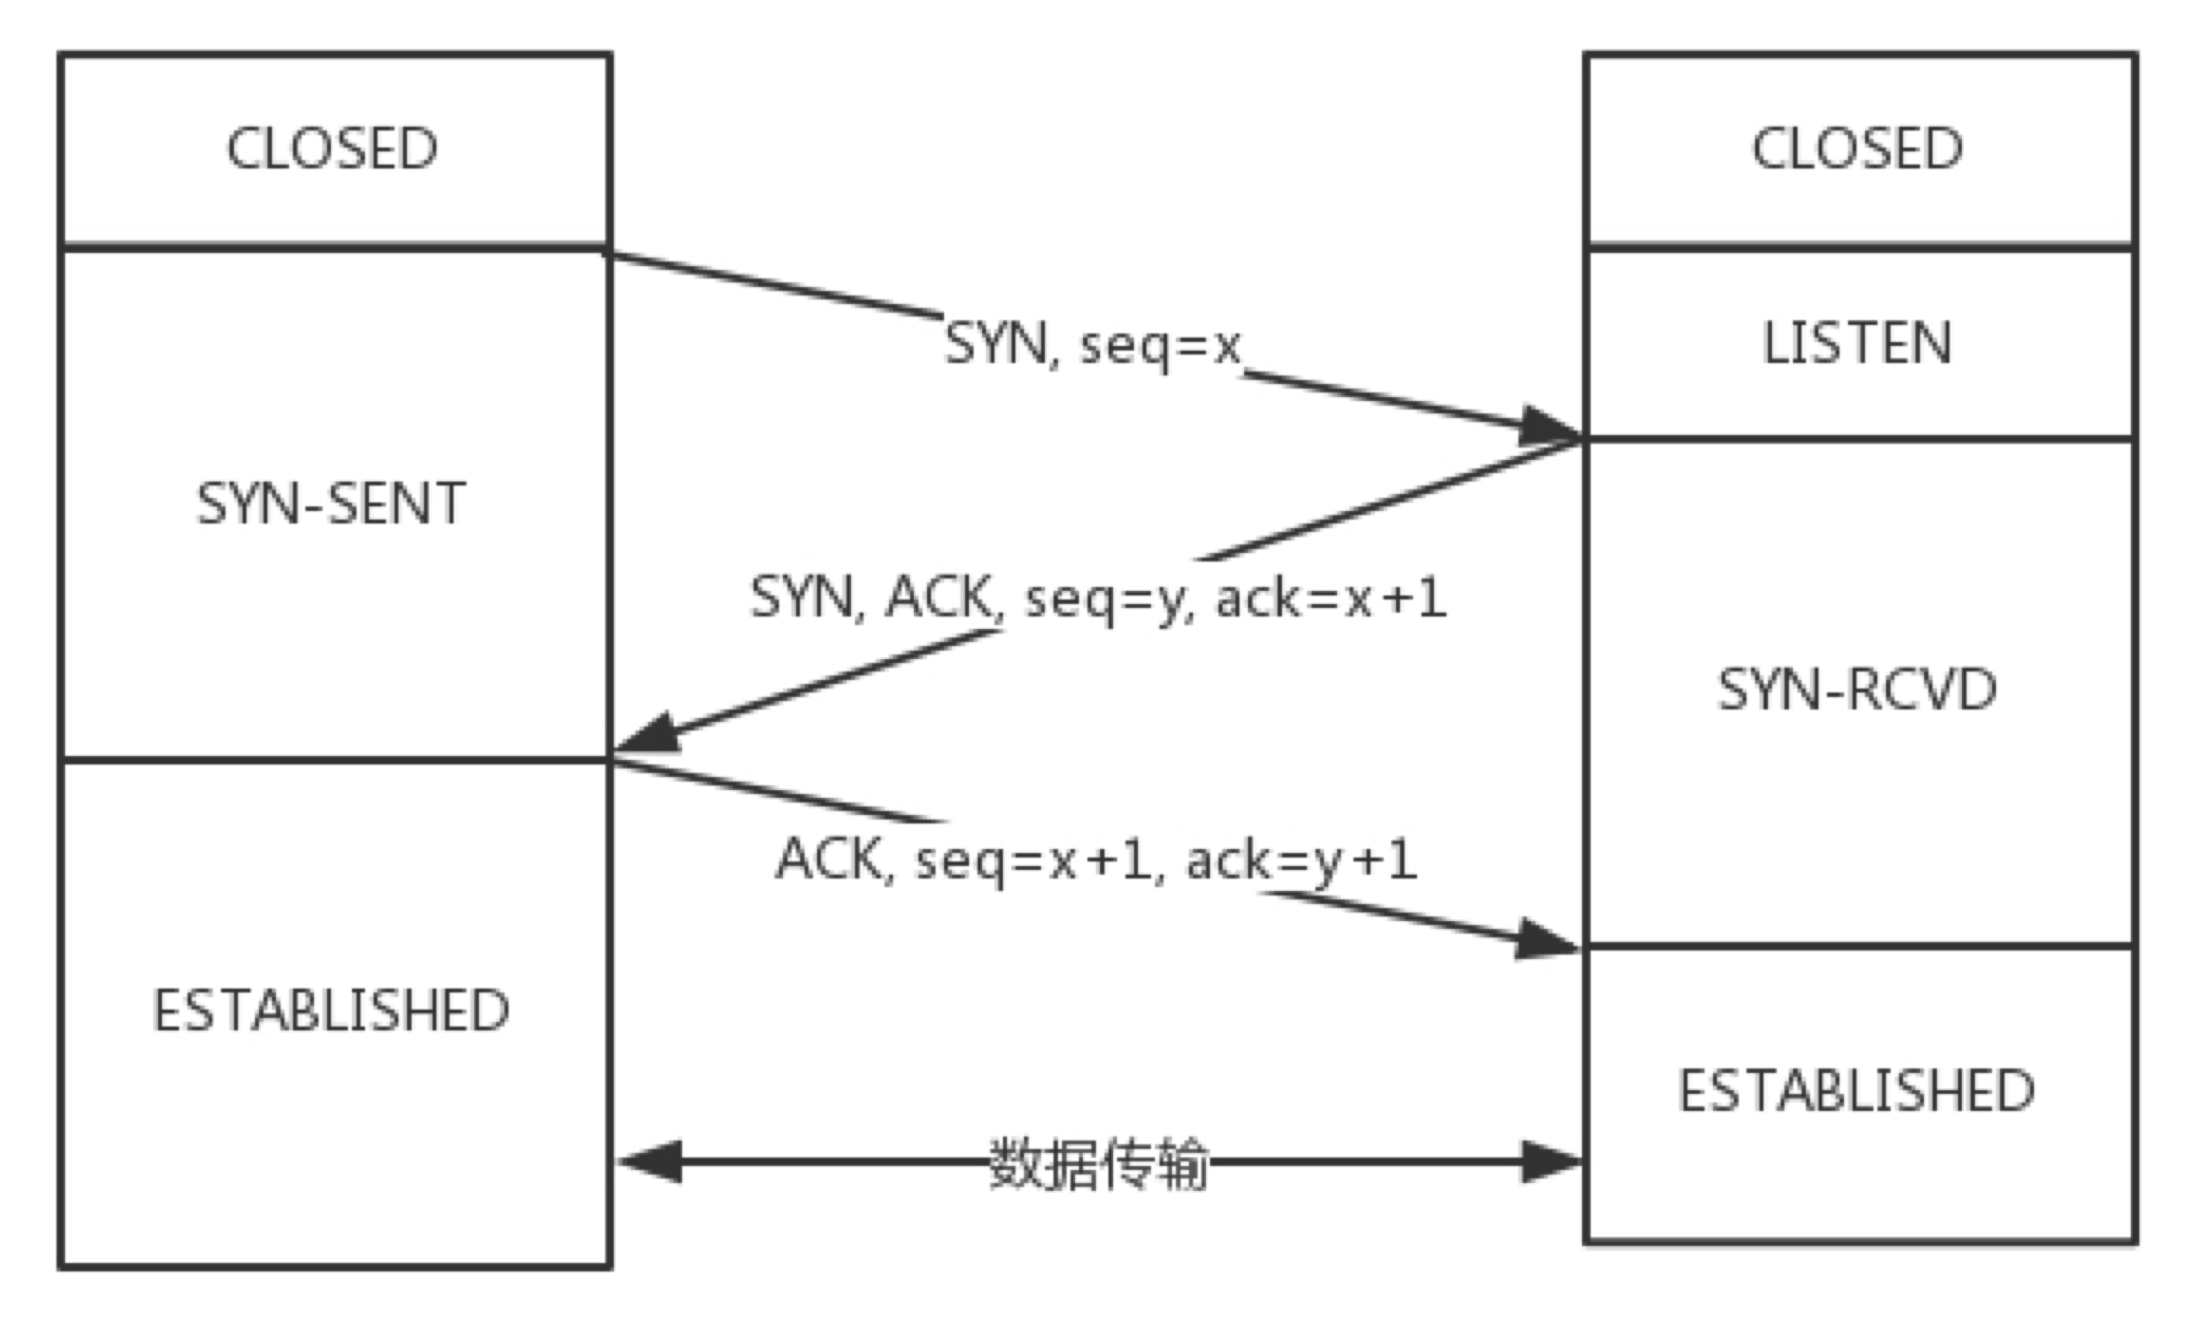 CLOSED
CLOSED
SYN, seq=x
LISTEN
SYN-SENT
SYN, ACK, seq=y, ack=x+1
SYN-RCVD
ACK, seq=x+1, ack=y+1
ESTABLISHED
ESTABLISHED
数据传输